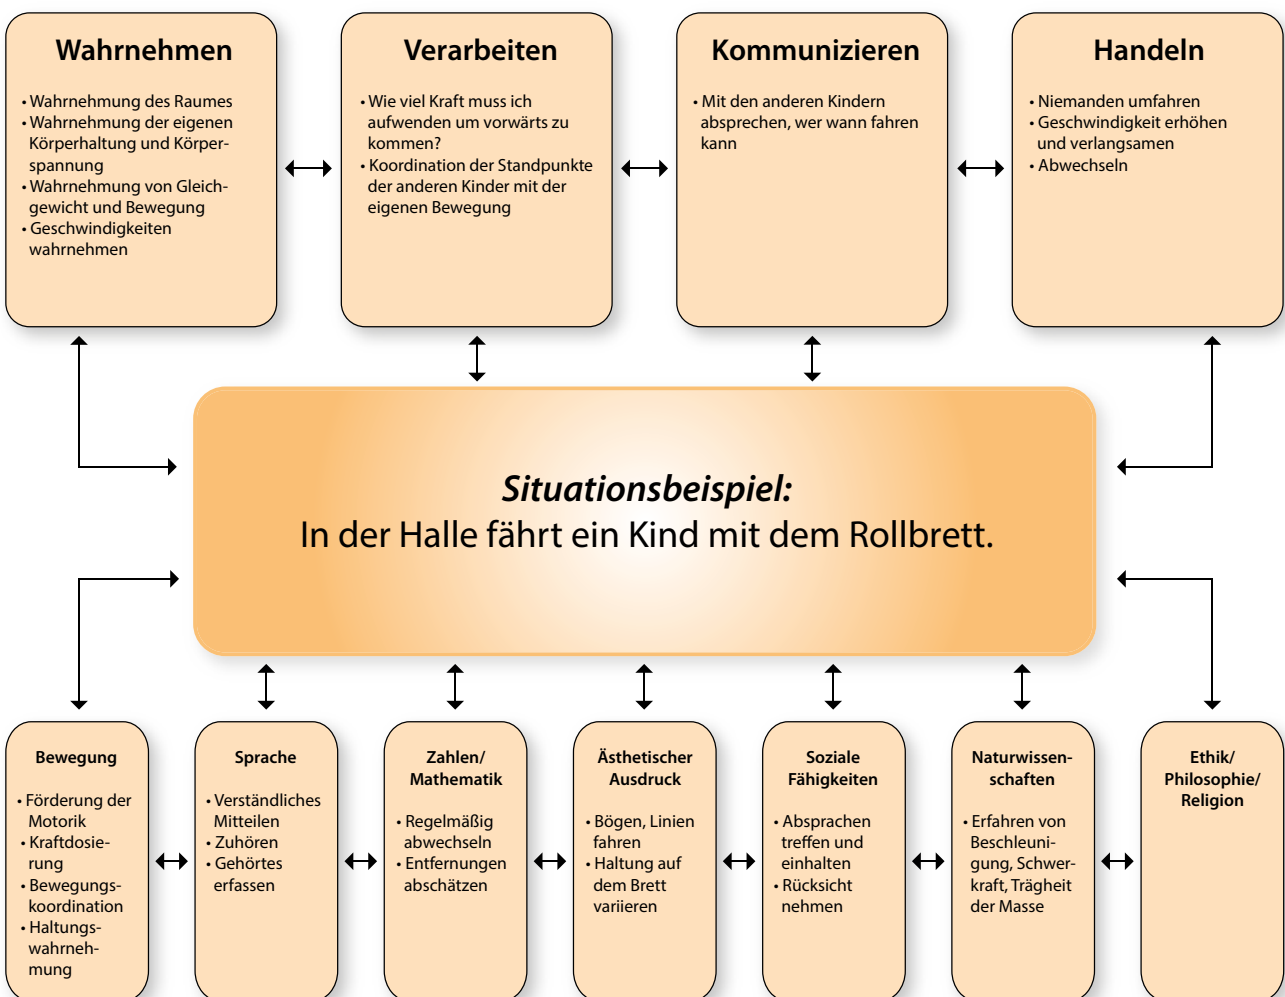 Wahrnehmen
• Wahrnehmung des Raumes
• Wahrnehmung der eigenen
Körperhaltung und Körper-
spannung
• Wahrnehmung von Gleich-
gewicht und Bewegung
• Geschwindigkeiten
wahrnehmen
Verarbeiten
• Wie viel Kraft muss ich
aufwenden um vorwärts zu
kommen?
• Koordination der Standpunkte
der anderen Kinder mit der
eigenen Bewegung
Kommunizieren
• Mit den anderen Kindern
absprechen, wer wann fahren
kann
Handeln
• Niemanden umfahren
• Geschwindigkeit erhöhen
und verlangsamen
• Abwechseln
Situationsbeispiel:
In der Halle fährt ein Kind mit dem Rollbrett.
Bewegung
• Förderung der
Motorik
• Kraftdosie-
rung
• Bewegungs-
koordination
• Haltungs-
wahrneh-
mung
Sprache
• Verständliches
Mitteilen
• Zuhören
• Gehörtes
erfassen
Zahlen/
Mathematik
• Regelmäßig
abwechseln
• Entfernungen
abschätzen
Ästhetischer
Ausdruck
• Bögen, Linien
fahren
• Haltung auf
dem Brett
variieren
Soziale
Fähigkeiten
• Absprachen
treffen und
einhalten
• Rücksicht
nehmen
Naturwissen-
schaften
• Erfahren von
Beschleuni-
gung, Schwer-
kraft, Trägheit
der Masse
Ethik/
Philosophie/
Religion